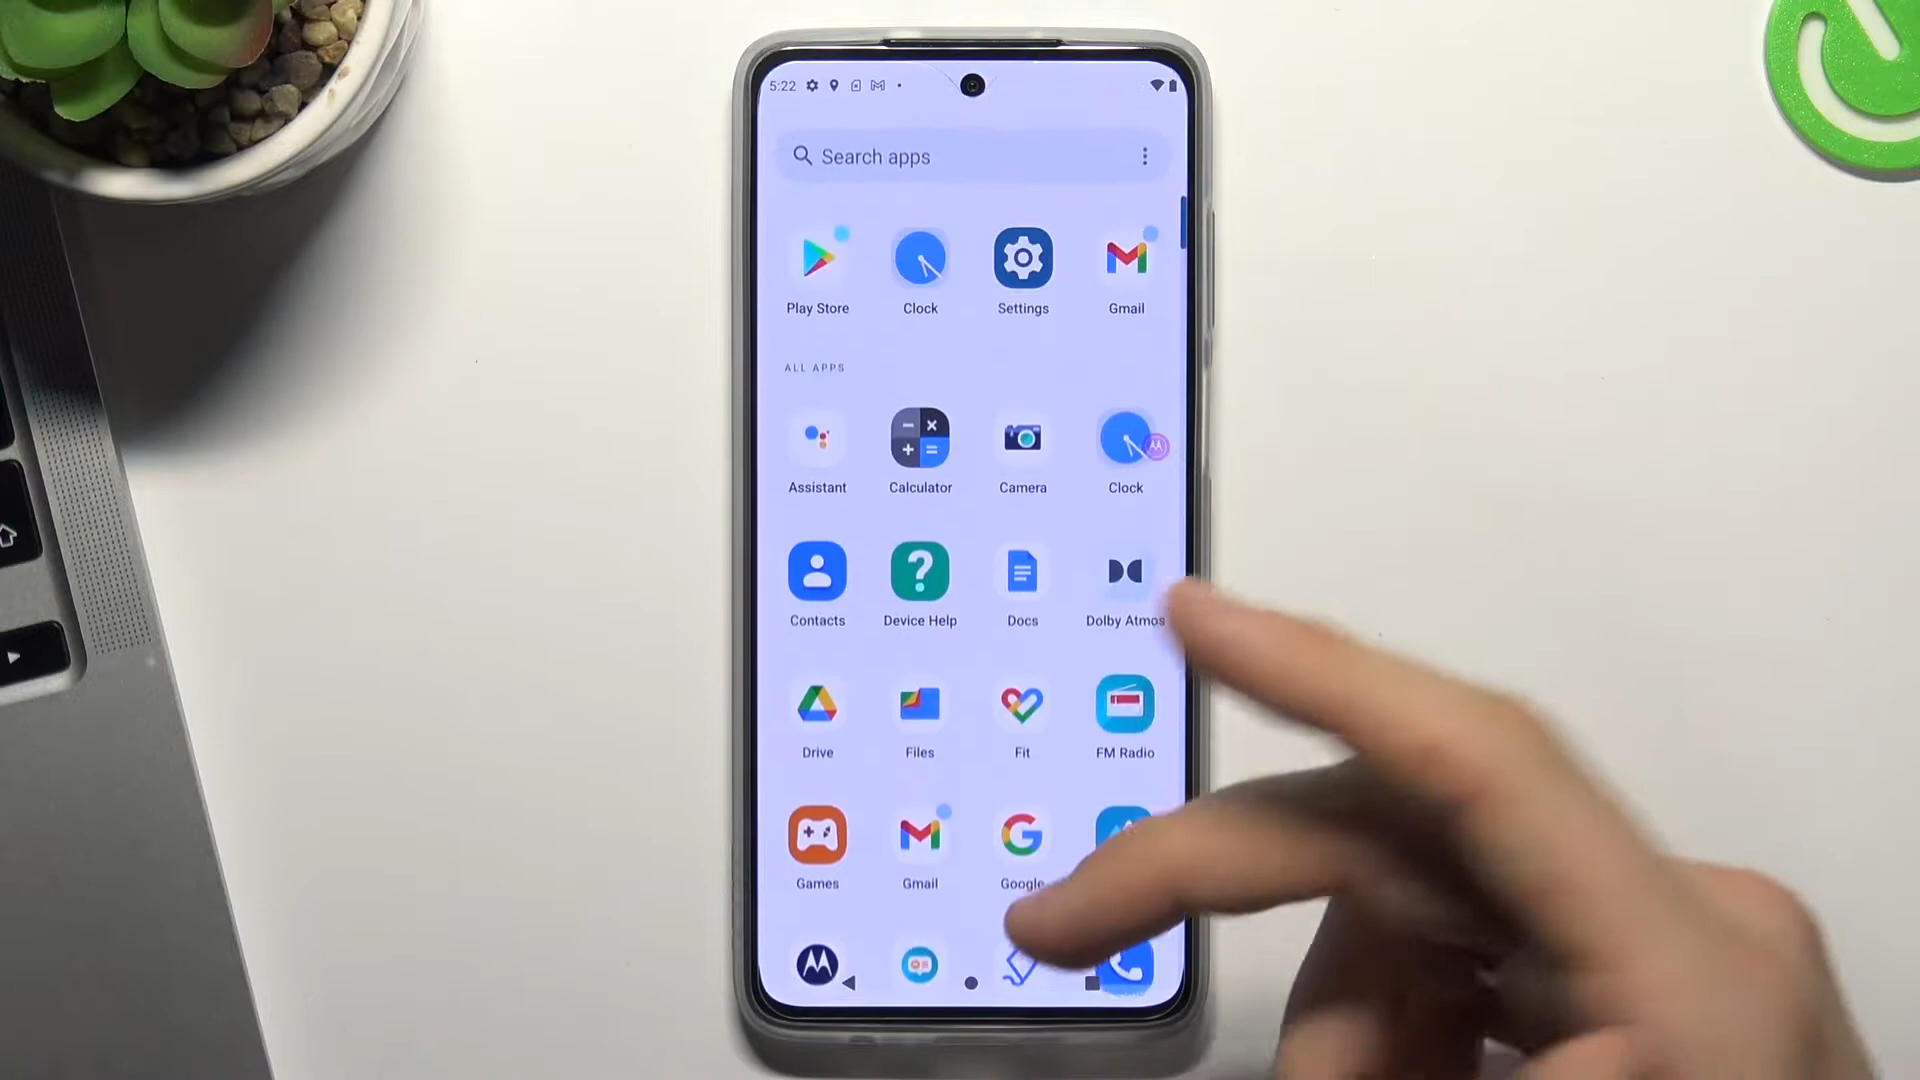 5:22
Search apps
Play Store Clock Settings Gmail
ALL APPS
Assistant Calculator Camera Clock
Contacts Device Help Docs Dolby Atmos
Drive Files Fit FM Radio
Games Gmail Google